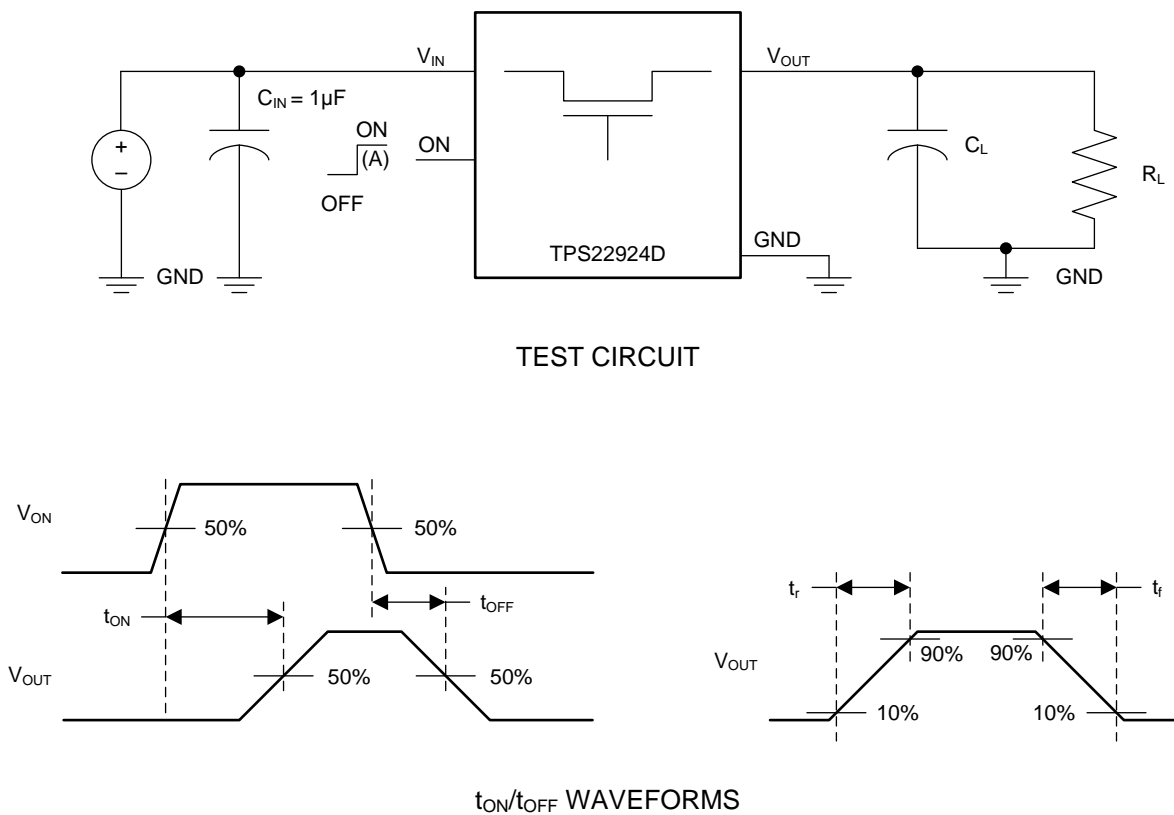 V_IN
V_OUT
C_IN = 1µF
ON
(A)
OFF
ON
+
–
C_L
R_L
TPS22924D
GND
GND
GND
TEST CIRCUIT
V_ON
50%
50%
t_ON
t_OFF
V_OUT
50%
50%
t_r
t_f
V_OUT
90%
90%
10%
10%
t_ON/t_OFF WAVEFORMS